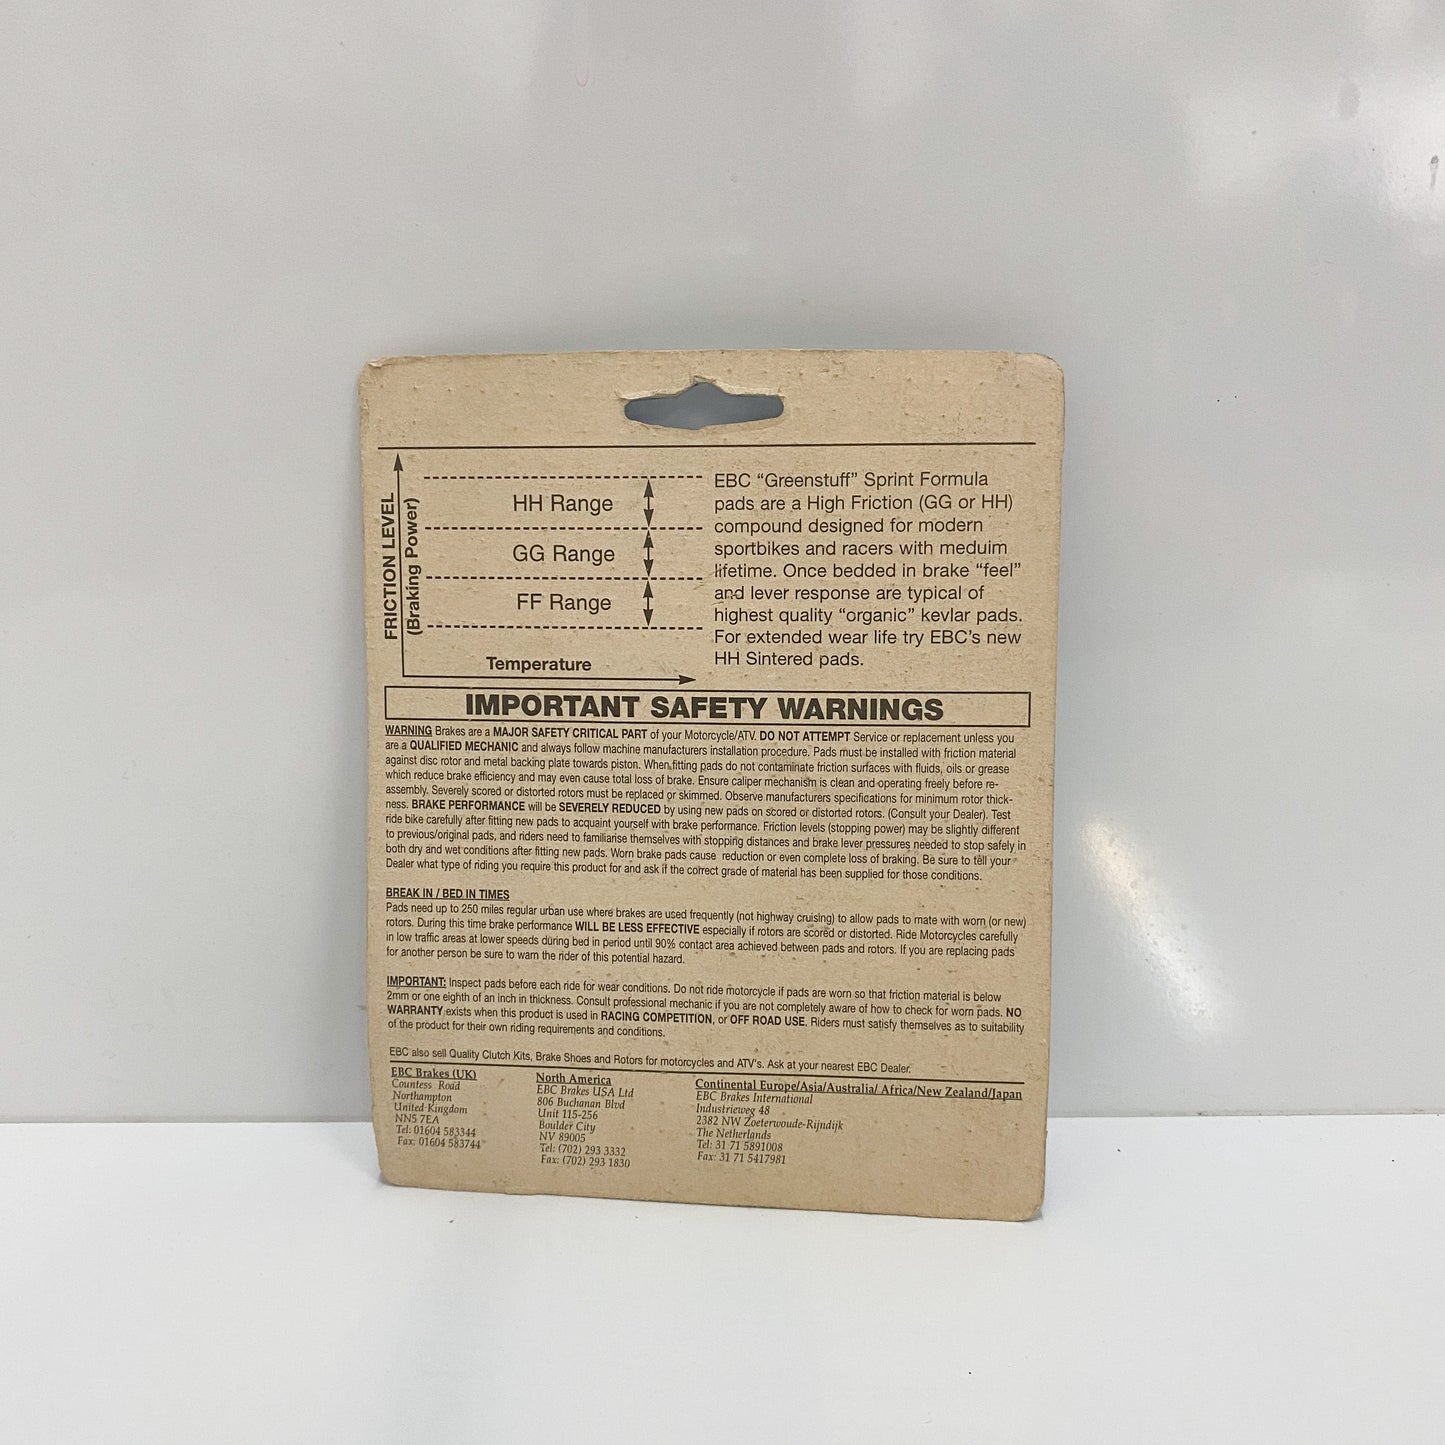 FRICTION LEVEL
(Braking Power)
HH Range
GG Range
FF Range
Temperature
EBC “Greenstuff” Sprint Formula
pads are a High Friction (GG or HH)
compound designed for modern
sportbikes and racers with meduim
lifetime. Once bedded in brake “feel”
and lever response are typical of
highest quality “organic” kevlar pads.
For extended wear life try EBC's new
HH Sintered pads.
IMPORTANT SAFETY WARNINGS
WARNING Brakes are a MAJOR SAFETY CRITICAL PART of your Motorcycle/ATV. DO NOT ATTEMPT Service or replacement unless you
are a QUALIFIED MECHANIC and always follow machine manufacturers installation procedure. Pads must be installed with friction material
against disc rotor and metal backing plate towards piston. When fitting pads do not contaminate friction surfaces with fluids, oils or grease
which reduce brake efficiency and may even cause total loss of brake. Ensure caliper mechanism is clean and operating freely before re-
assembly. Severely scored or distorted rotors must be replaced or skimmed. Observe manufacturers specifications for minimum rotor thick-
ness. BRAKE PERFORMANCE will be SEVERELY REDUCED by using new pads on scored or distorted rotors. (Consult your Dealer). Test
ride bike carefully after fitting new pads to acquaint yourself with brake performance. Friction levels (stopping power) may be slightly different
to previous/original pads, and riders need to familiarise themselves with stopping distances and brake lever pressures needed to stop safely in
both dry and wet conditions after fitting new pads. Worn brake pads cause reduction or even complete loss of braking. Be sure to tell your
Dealer what type of riding you require this product for and ask if the correct grade of material has been supplied for those conditions.
BREAK IN / BED IN TIMES
Pads need up to 250 miles regular urban use where brakes are used frequently (not highway cruising) to allow pads to mate with worn (or new)
rotors. During this time brake performance WILL BE LESS EFFECTIVE especially if rotors are scored or distorted. Ride Motorcycles carefully
in low traffic areas at lower speeds during bed in period until 90% contact area achieved between pads and rotors. If you are replacing pads
for another person be sure to warn the rider of this potential hazard.
IMPORTANT: Inspect pads before each ride for wear conditions. Do not ride motorcycle if pads are worn so that friction material is below
2mm or one eighth of an inch in thickness. Consult professional mechanic if you are not completely aware of how to check for worn pads. NO
WARRANTY exists when this product is used in RACING COMPETITION, or OFF ROAD USE. Riders must satisfy themselves as to suitability
of the product for their own riding requirements and conditions.
EBC also sell Quality Clutch Kits, Brake Shoes and Rotors for motorcycles and ATV's. Ask at your nearest EBC Dealer.
EBC Brakes (UK)
Countess Road
Northampton
United Kingdom
NN5 7EA
Tel: 01604 583344
Fax: 01604 583744
North America
EBC Brakes USA Ltd
806 Buchanan Blvd
Unit 115-256
Boulder City
NV 89005
Tel: (702) 293 3332
Fax: (702) 293 1830
Continental Europe/Asia/Australia/ Africa/New Zealand/Japan
EBC Brakes International
Industrieweg 48
2382 NW Zoeterwoude-Rijndijk
The Netherlands
Tel: 31 71 5891008
Fax: 31 71 5417981